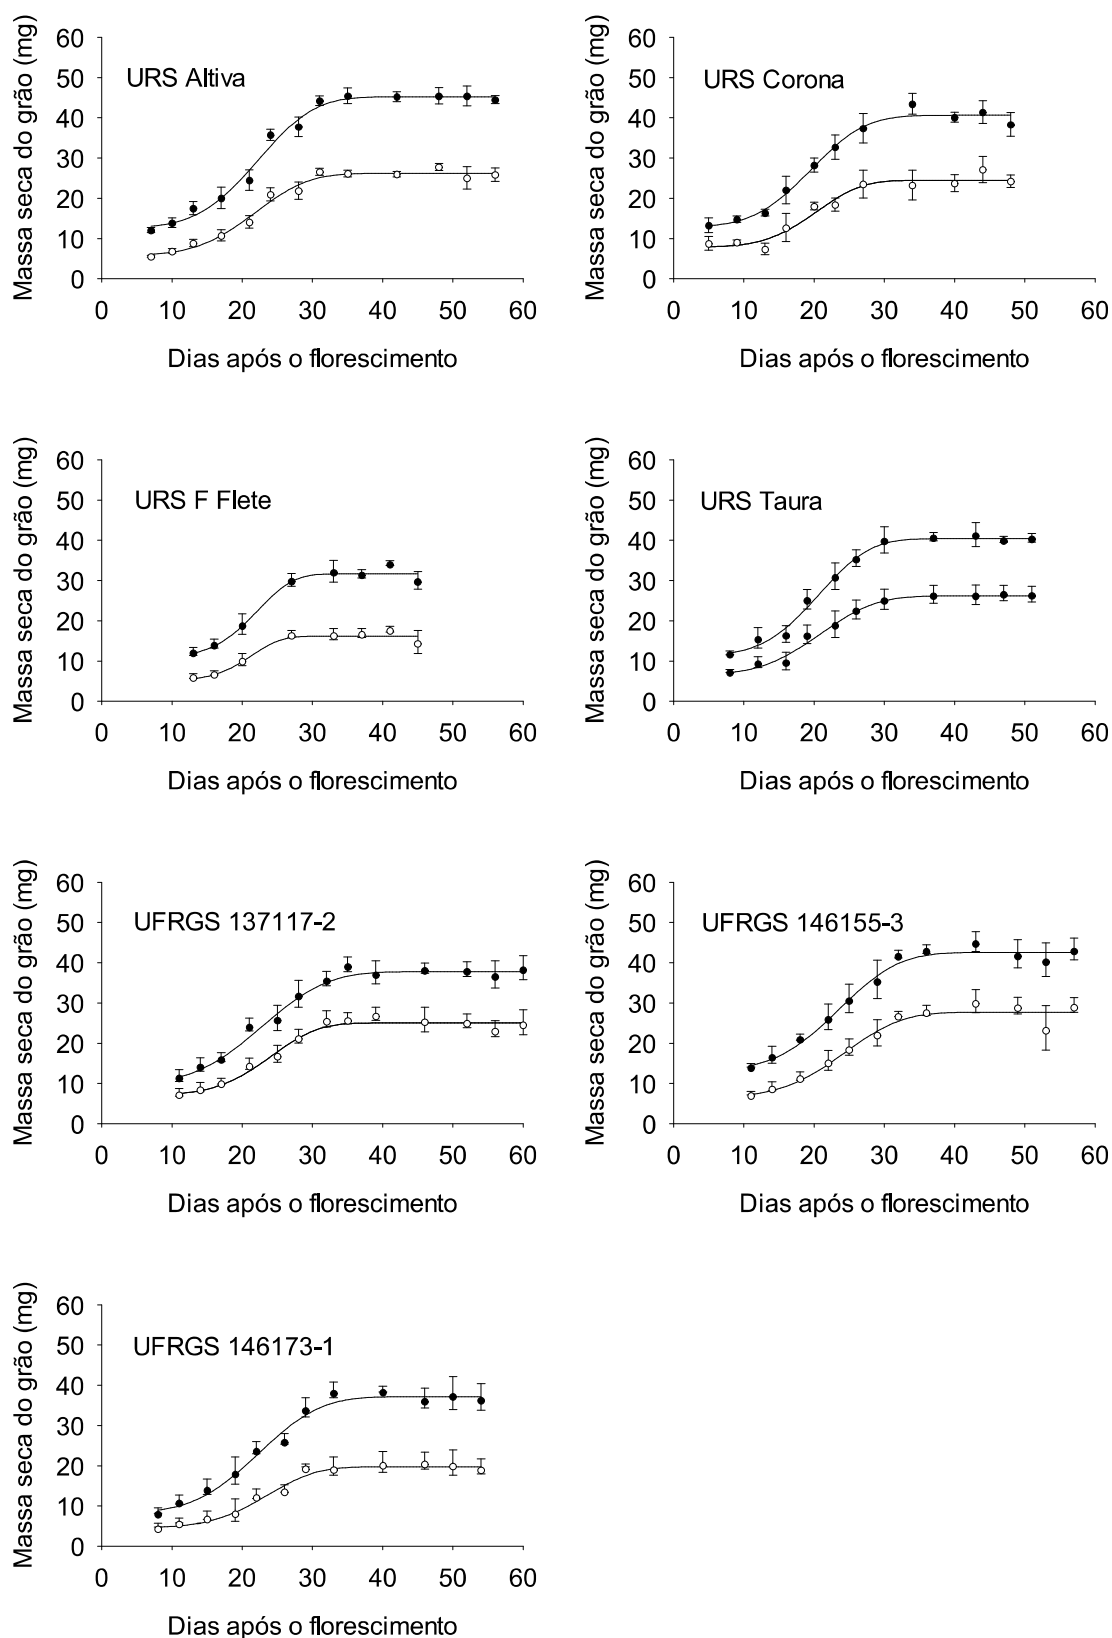 Massa seca do grão (mg)
60
50
40
30
20
10
0
URS Altiva
0 10 20 30 40 50 60
Dias após o florescimento
Massa seca do grão (mg)
60
50
40
30
20
10
0
URS Corona
0 10 20 30 40 50 60
Dias após o florescimento
Massa seca do grão (mg)
60
50
40
30
20
10
0
URS F Flete
0 10 20 30 40 50 60
Dias após o florescimento
Massa seca do grão (mg)
60
50
40
30
20
10
0
URS Taura
0 10 20 30 40 50 60
Dias após o florescimento
Massa seca do grão (mg)
60
50
40
30
20
10
0
UFRGS 137117-2
0 10 20 30 40 50 60
Dias após o florescimento
Massa seca do grão (mg)
60
50
40
30
20
10
0
UFRGS 146155-3
0 10 20 30 40 50 60
Dias após o florescimento
Massa seca do grão (mg)
60
50
40
30
20
10
0
UFRGS 146173-1
0 10 20 30 40 50 60
Dias após o florescimento